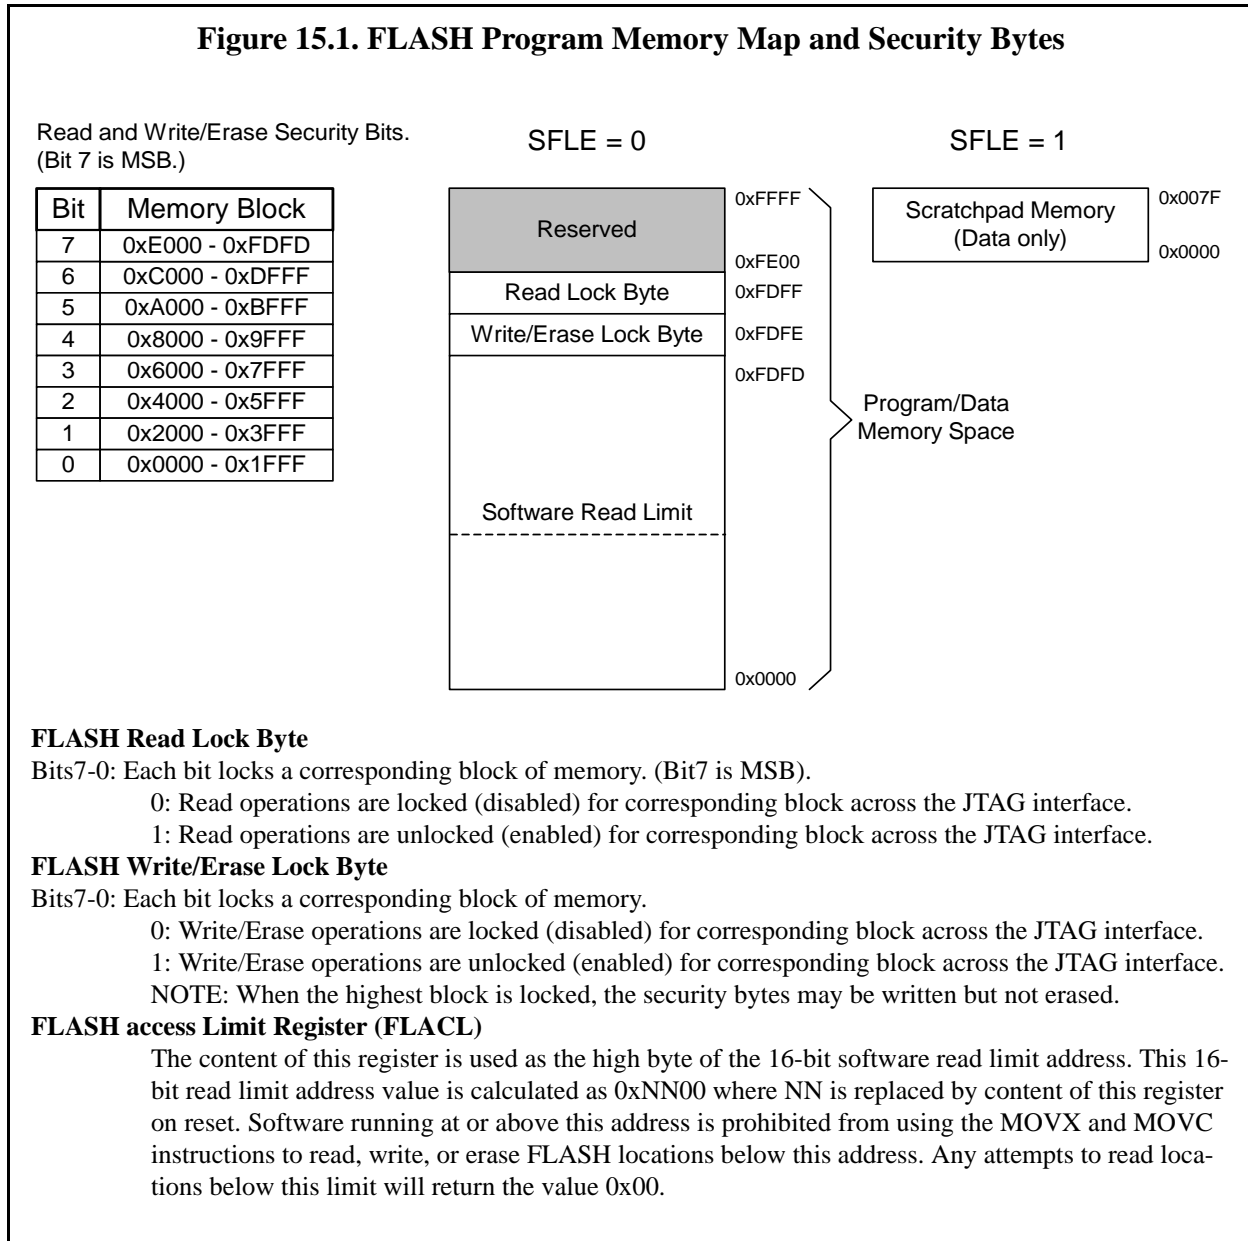 Figure 15.1. FLASH Program Memory Map and Security Bytes
Read and Write/Erase Security Bits.
(Bit 7 is MSB.)
Bit Memory Block
7 0xE000 - 0xFDFD
6 0xC000 - 0xDFFF
5 0xA000 - 0xBFFF
4 0x8000 - 0x9FFF
3 0x6000 - 0x7FFF
2 0x4000 - 0x5FFF
1 0x2000 - 0x3FFF
0 0x0000 - 0x1FFF
SFLE = 0
Reserved
0xFFFF
0xFE00
Read Lock Byte 0xFDFF
Write/Erase Lock Byte 0xFDFE
0xFDFD
Software Read Limit
0x0000
Program/Data
Memory Space
SFLE = 1
Scratchpad Memory
(Data only)
0x007F
0x0000
FLASH Read Lock Byte
Bits7-0: Each bit locks a corresponding block of memory. (Bit7 is MSB).
0: Read operations are locked (disabled) for corresponding block across the JTAG interface.
1: Read operations are unlocked (enabled) for corresponding block across the JTAG interface.
FLASH Write/Erase Lock Byte
Bits7-0: Each bit locks a corresponding block of memory.
0: Write/Erase operations are locked (disabled) for corresponding block across the JTAG interface.
1: Write/Erase operations are unlocked (enabled) for corresponding block across the JTAG interface.
NOTE: When the highest block is locked, the security bytes may be written but not erased.
FLASH access Limit Register (FLACL)
The content of this register is used as the high byte of the 16-bit software read limit address. This 16-
bit read limit address value is calculated as 0xNN00 where NN is replaced by content of this register
on reset. Software running at or above this address is prohibited from using the MOVX and MOVC
instructions to read, write, or erase FLASH locations below this address. Any attempts to read loca-
tions below this limit will return the value 0x00.